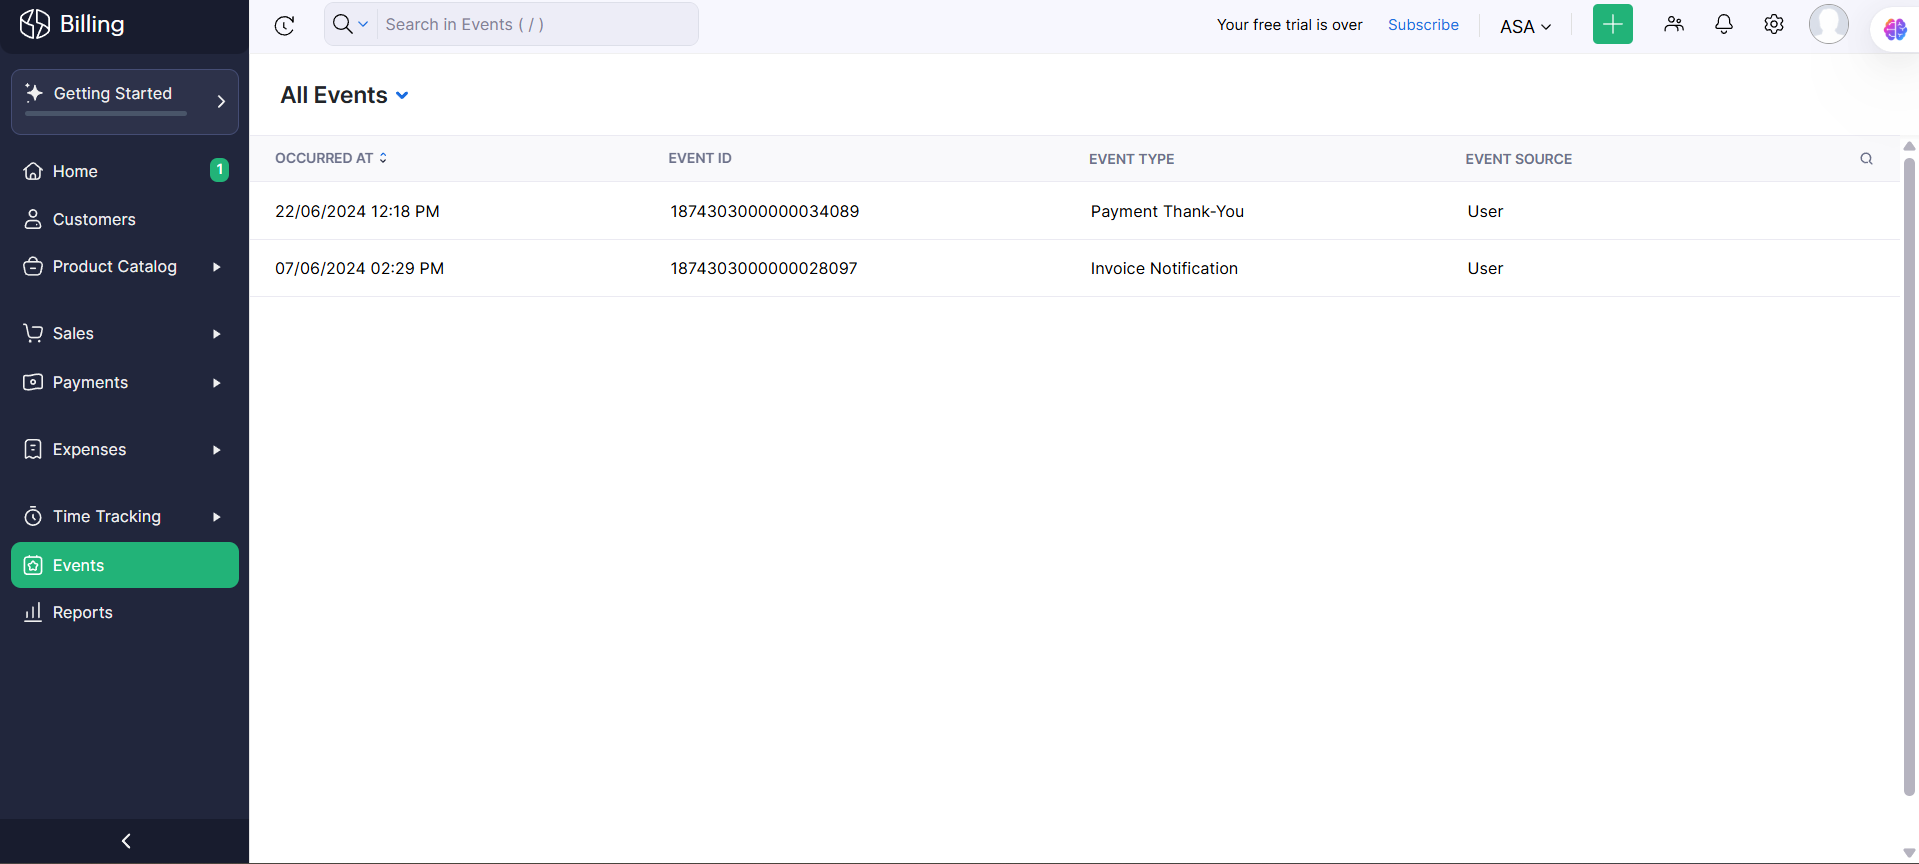 Billing
Search in Events ( / )
Your free trial is over Subscribe ASA
Getting Started
Home 1
Customers
Product Catalog
Sales
Payments
Expenses
Time Tracking
Events
Reports
All Events
OCCURRED AT EVENT ID EVENT TYPE EVENT SOURCE
22/06/2024 12:18 PM 1874303000000034089 Payment Thank-You User
07/06/2024 02:29 PM 1874303000000028097 Invoice Notification User